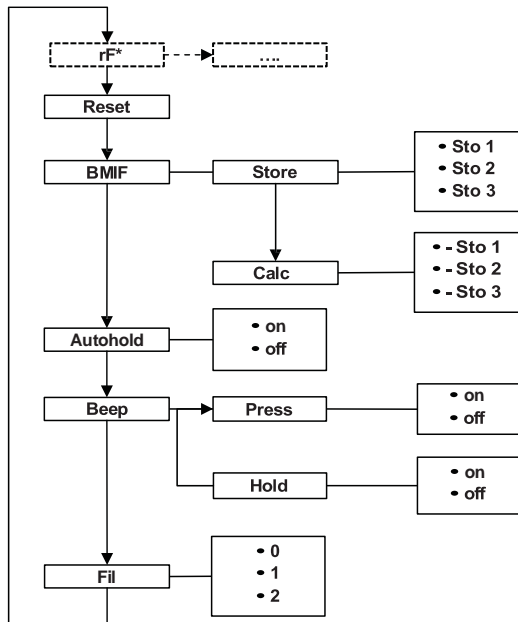 rF*
....
Reset
BMIF
Store
• Sto 1
• Sto 2
• Sto 3
Calc
• - Sto 1
• - Sto 2
• - Sto 3
Autohold
• on
• off
Beep
Press
• on
• off
Hold
• on
• off
Fil
• 0
• 1
• 2